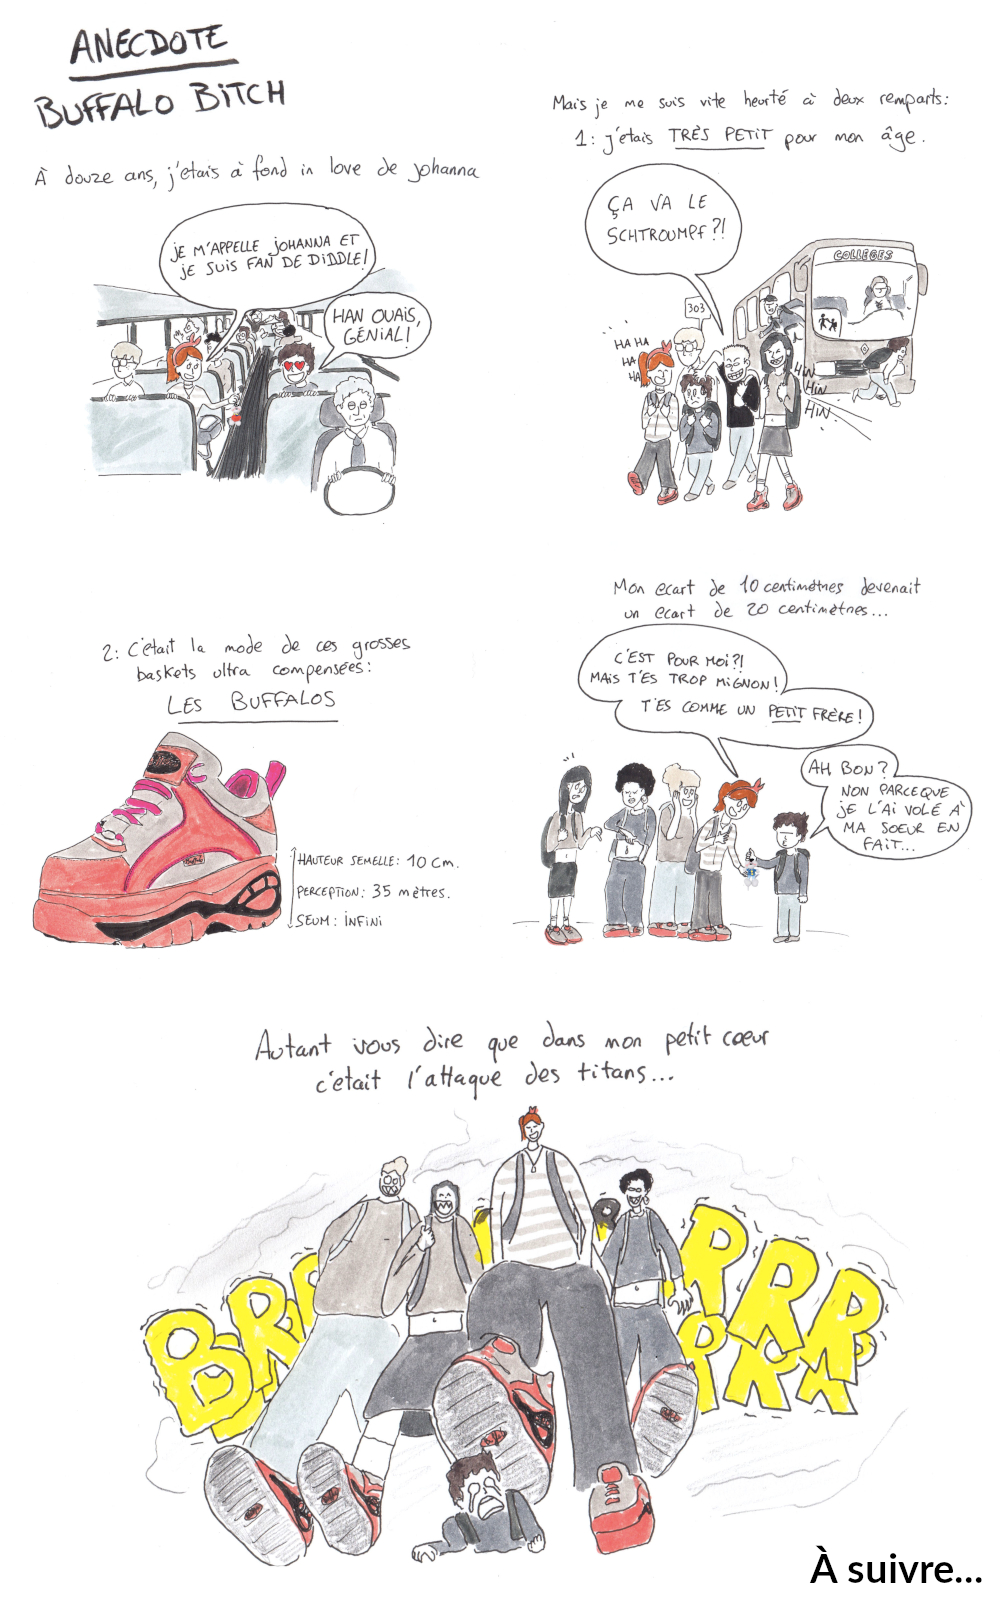 ANECDOTE
BUFFALO BITCH
À douze ans, j'étais à fond in love de Johanna
JE M'APPELLE JOHANNA ET
JE SUIS FAN DE DIDDLE!
HAN OUAIS,
GÉNIAL!
Mais je me suis vite heurté à deux remparts:
1: j'étais TRÈS PETIT pour mon âge.
ÇA VA LE
SCHTROUMPF?!
COLLEGES
303
HA HA
HA
HA
HIN
HIN
HIN
2: C'était la mode de ces grosses
baskets ultra compensées:
LES BUFFALOS
HAUTEUR SEMELLE: 10 cm.
PERCEPTION: 35 mètres.
SEUM: INFINI
Mon ecart de 10 centimètres devenait
un ecart de 20 centimètres...
C'EST POUR MOI?!
MAIS T'ES TROP MIGNON!
T'ES COMME UN PETIT FRÈRE!
AH BON?
NON PARCEQUE
JE L'AI VOLÉ À
MA SOEUR EN
FAIT...
Autant vous dire que dans mon petit cœur
c'était l'attaque des titans...
BRR RRR
RRR
À suivre...